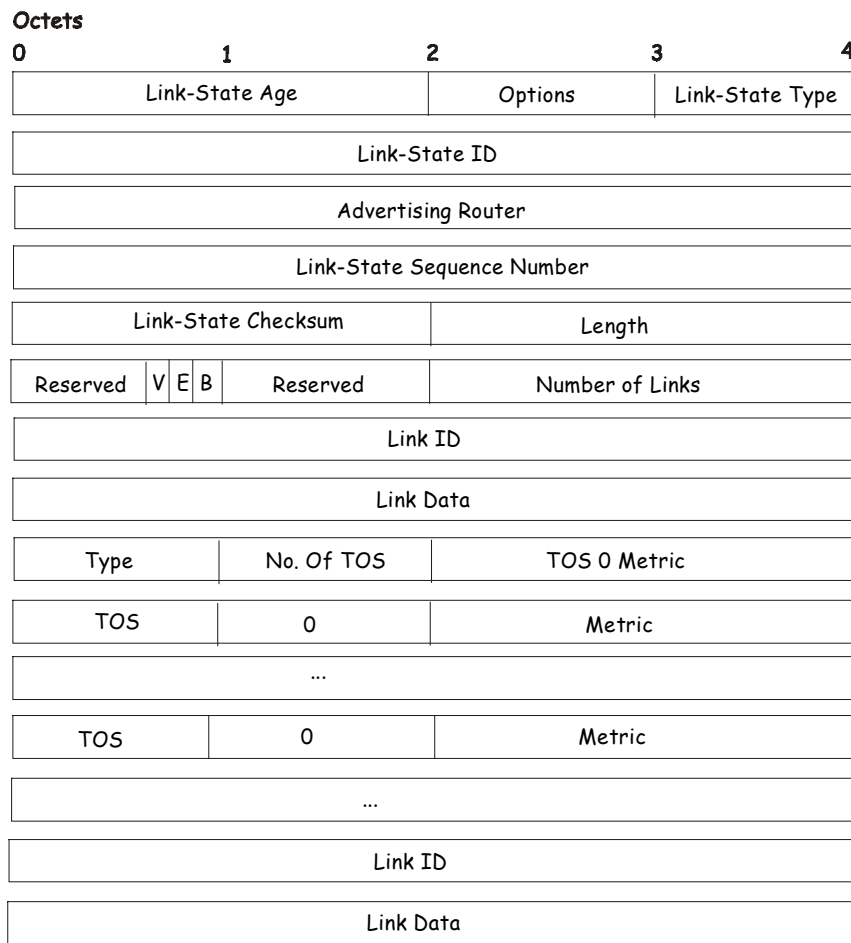 Octets
0 1 2 3 4
Link-State Age Options Link-State Type
Link-State ID
Advertising Router
Link-State Sequence Number
Link-State Checksum Length
Reserved V E B Reserved Number of Links
Link ID
Link Data
Type No. Of TOS TOS 0 Metric
TOS 0 Metric
...
TOS 0 Metric
...
Link ID
Link Data